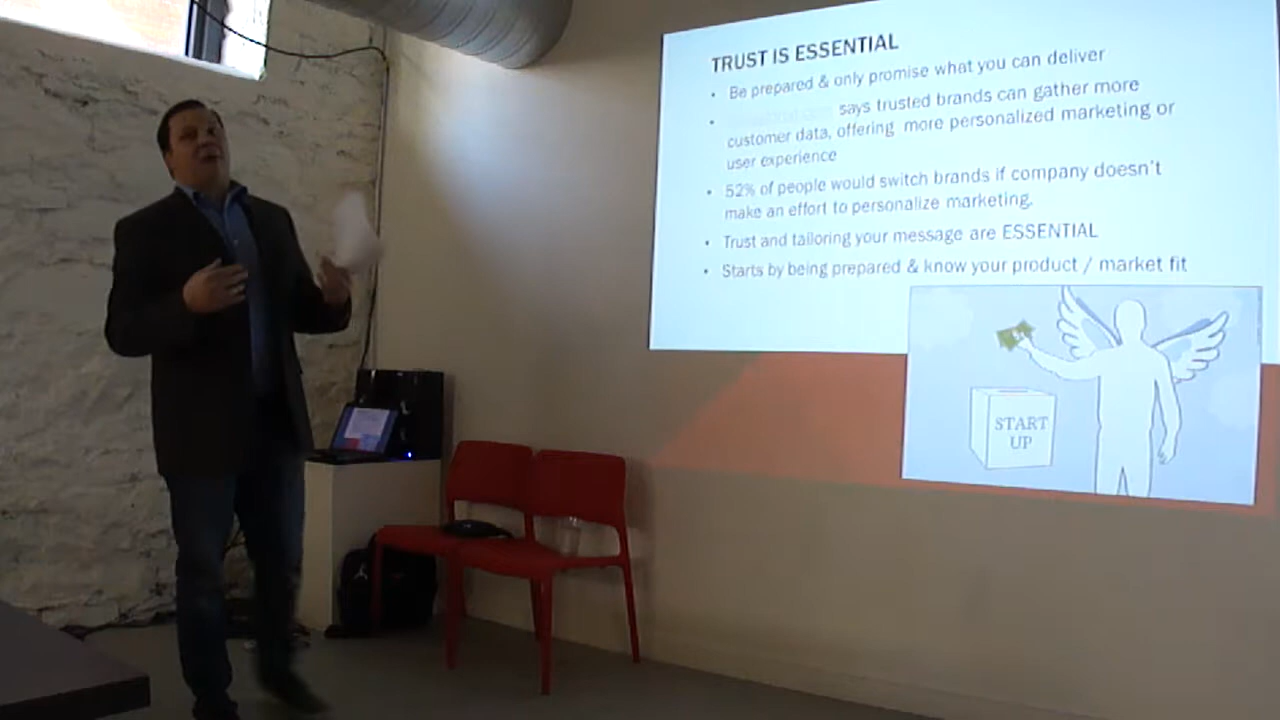 TRUST IS ESSENTIAL
• Be prepared & only promise what you can deliver
• says trusted brands can gather more
customer data, offering more personalized marketing or
user experience
• 52% of people would switch brands if company doesn't
make an effort to personalize marketing.
• Trust and tailoring your message are ESSENTIAL
• Starts by being prepared & know your product / market fit
START
UP